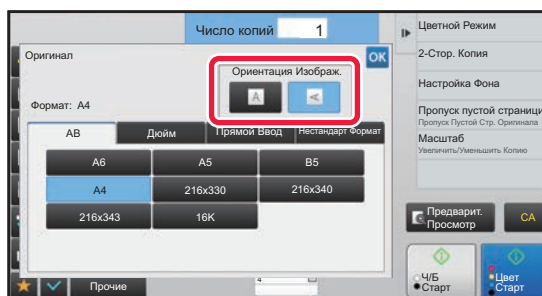 Число копий 1
Цветной Режим
Оригинал
OK
2-Стор. Копия
Ориентация Изображ.
A A
Настройка Фона
Формат: A4
Пропуск пустой страниц
Пропуск Пустой Стр. Оригинала
AB Дюйм Прямой Ввод Нестандарт Формат
Масштаб
Увеличить/Уменьшить Копию
A6 A5 B5
A4 216x330 216x340
216x343 16K
Предварит.
Просмотр
CA
Ч/Б
Старт
Цвет
Старт
Прочие
4